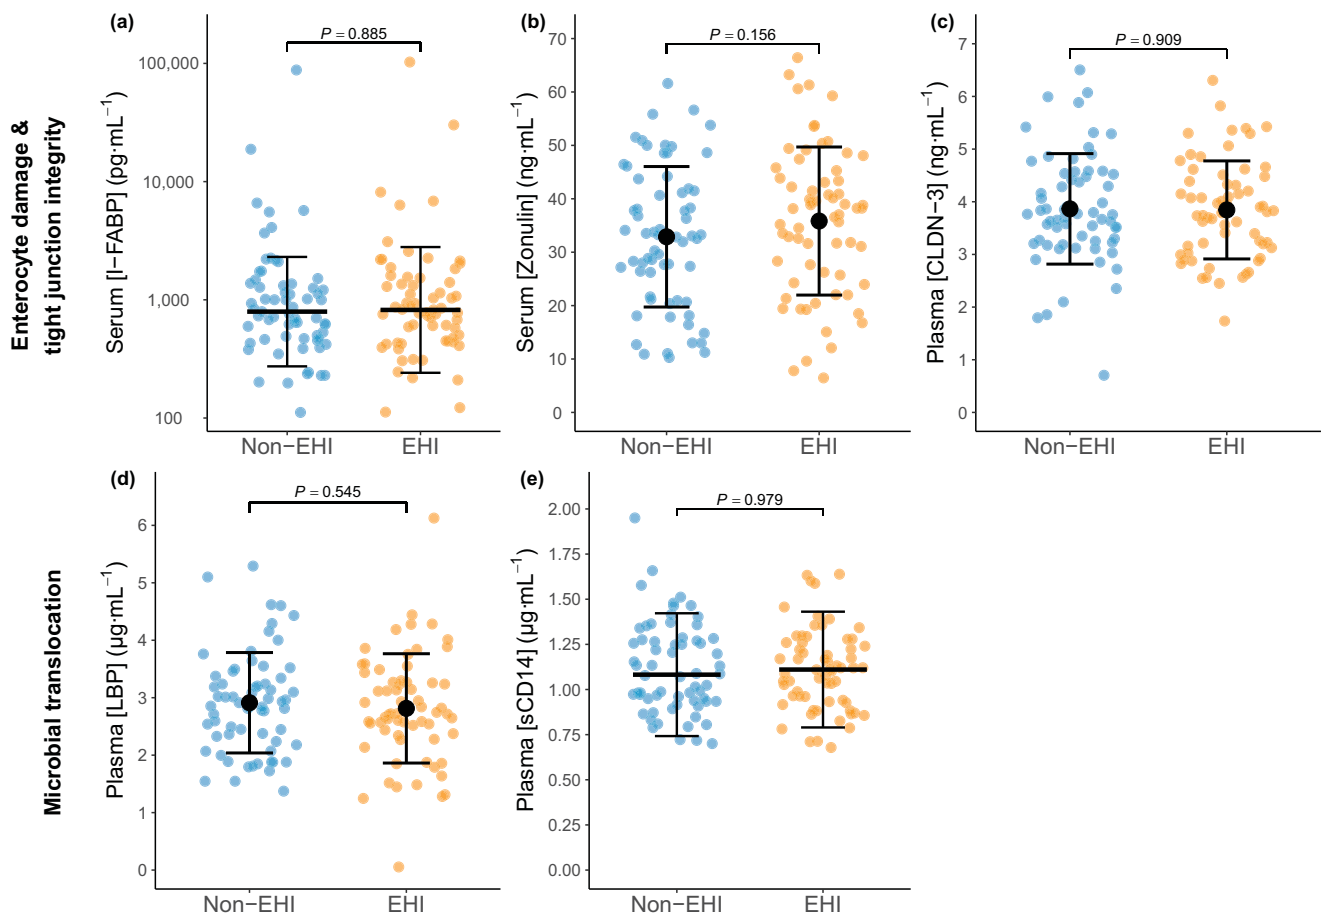 Enterocyte damage &
tight junction integrity
(a)
Serum [I−FABP] (pg·mL⁻¹)
P = 0.885
100,000
10,000
1,000
100
Non−EHI EHI
(b)
Serum [Zonulin] (ng·mL⁻¹)
P = 0.156
70
60
50
40
30
20
10
0
Non−EHI EHI
(c)
Plasma [CLDN−3] (ng·mL⁻¹)
P = 0.909
7
6
5
4
3
2
1
0
Non−EHI EHI
Microbial translocation
(d)
Plasma [LBP] (µg·mL⁻¹)
P = 0.545
6
5
4
3
2
1
0
Non−EHI EHI
(e)
Plasma [sCD14] (µg·mL⁻¹)
P = 0.979
2.00
1.75
1.50
1.25
1.00
0.75
0.50
0.25
0.00
Non−EHI EHI